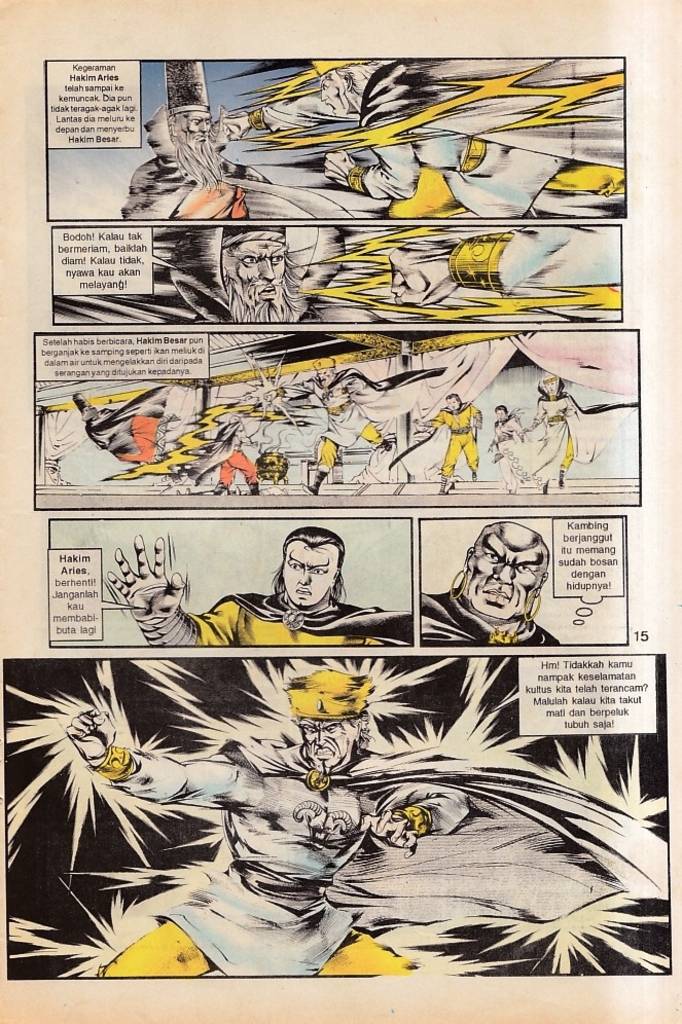 Kegeraman
Hakim Aries
telah sampai ke
kemuncak. Dia pun
tidak teragak-agak lagi.
Lantas dia meluru ke
depan dan menyerbu
Hakim Besar.
Bodoh! Kalau tak
bermeriam, baiklah
diam! Kalau tidak,
nyawa kau akan
melayang!
Setelah habis berbicara, Hakim Besar pun
berganjak ke samping seperti ikan meliuk di
dalam air untuk mengelakkan diri daripada
serangan yang ditujukan kepadanya.
Hakim
Aries,
berhenti!
Janganlah
kau
membabi-
buta lagi
Kambing
berjanggut
itu memang
sudah bosan
dengan
hidupnya!
15
Hm! Tidakkah kamu
nampak keselamatan
kultus kita telah terancam?
Malulah kalau kita takut
mati dan berpeluk
tubuh saja!